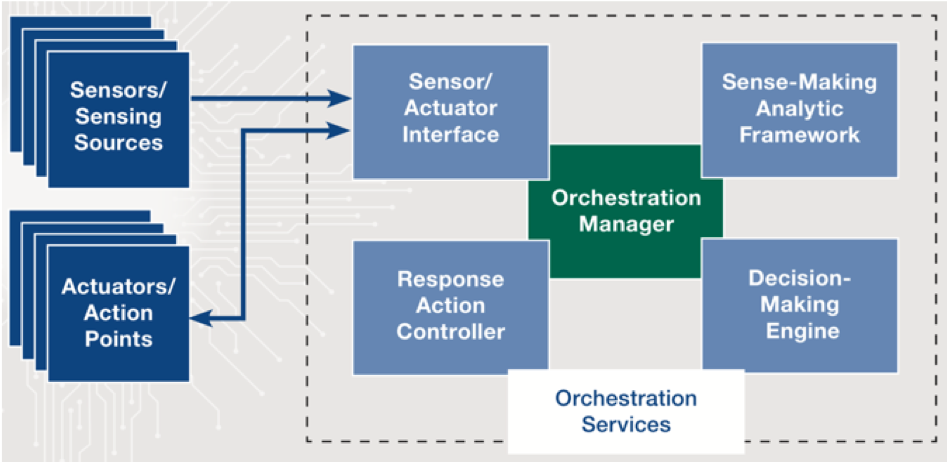 Sensors/
Sensing
Sources
Actuators/
Action
Points
Sensor/
Actuator
Interface
Sense-Making
Analytic
Framework
Orchestration
Manager
Response
Action
Controller
Decision-
Making
Engine
Orchestration
Services